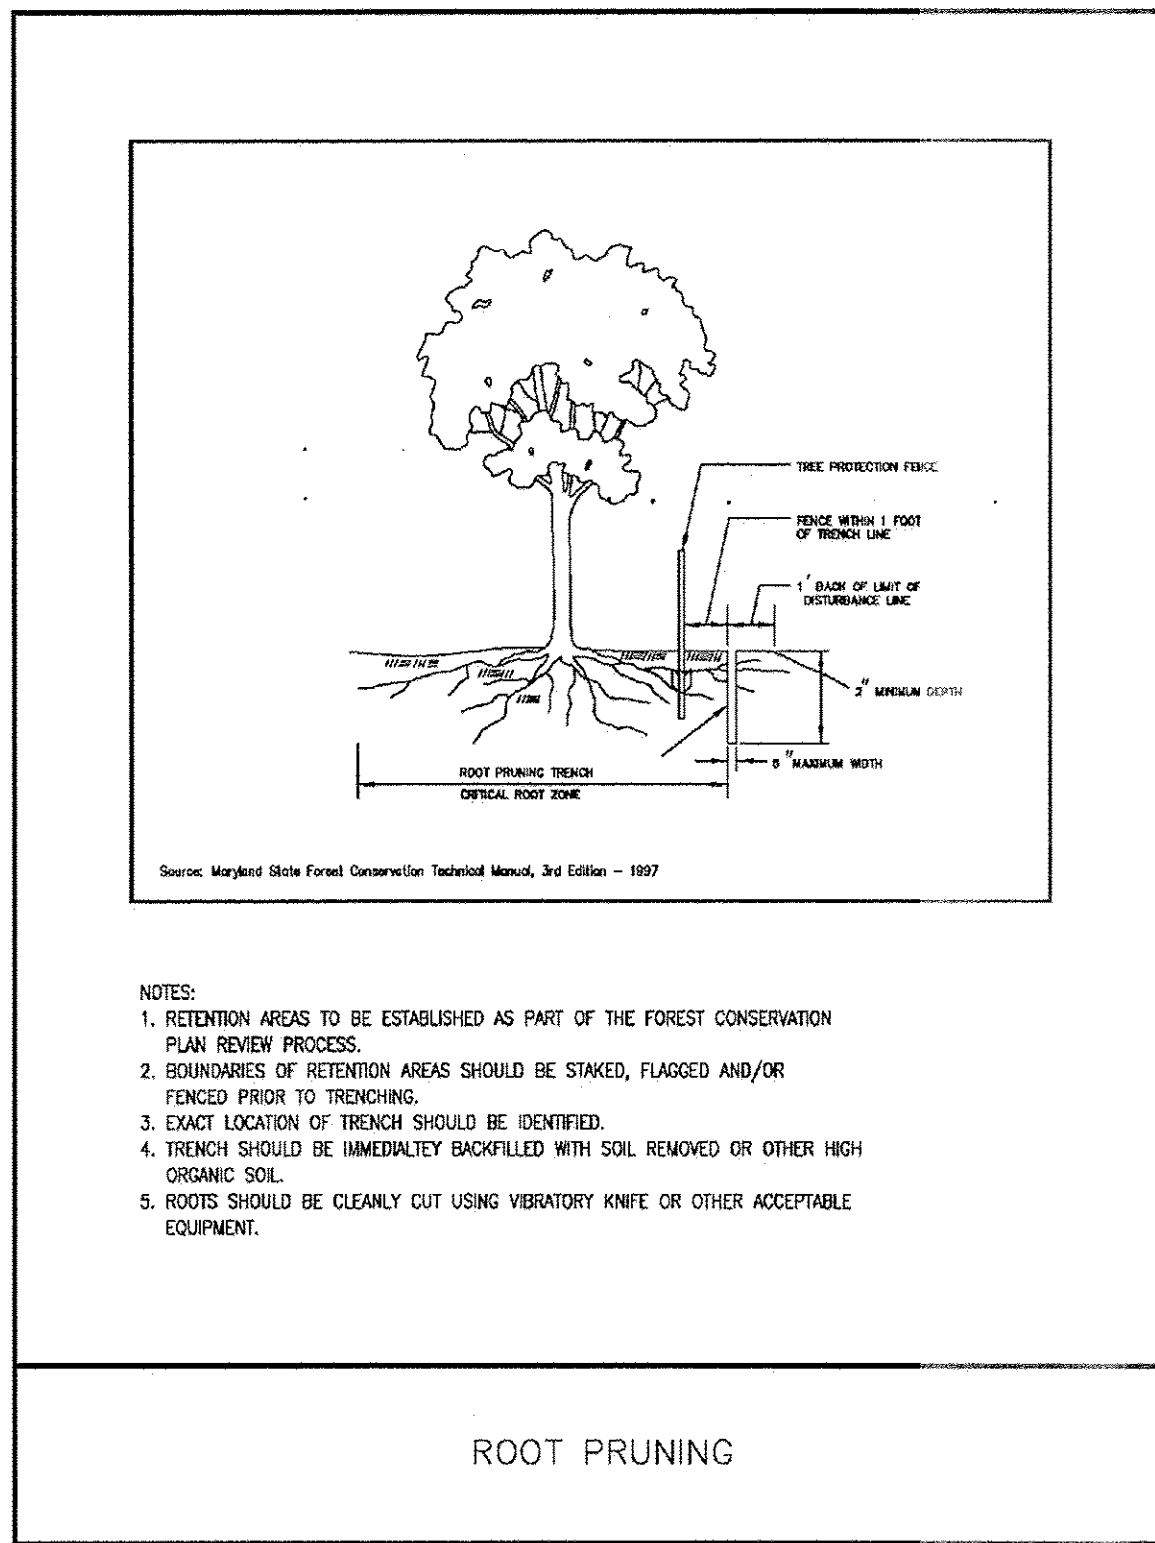 TREE PROTECTION FENCE
FENCE WITHIN 1 FOOT
OF TRENCH LINE
1' BACK OF LIMIT OF
DISTURBANCE LINE
2" MINIMUM DEPTH
6" MAXIMUM WIDTH
ROOT PRUNING TRENCH
CRITICAL ROOT ZONE
Source: Maryland State Forest Conservation Technical Manual, 3rd Edition – 1997
NOTES:
1. RETENTION AREAS TO BE ESTABLISHED AS PART OF THE FOREST CONSERVATION
PLAN REVIEW PROCESS.
2. BOUNDARIES OF RETENTION AREAS SHOULD BE STAKED, FLAGGED AND/OR
FENCED PRIOR TO TRENCHING.
3. EXACT LOCATION OF TRENCH SHOULD BE IDENTIFIED.
4. TRENCH SHOULD BE IMMEDIALTEY BACKFILLED WITH SOIL REMOVED OR OTHER HIGH
ORGANIC SOIL.
5. ROOTS SHOULD BE CLEANLY CUT USING VIBRATORY KNIFE OR OTHER ACCEPTABLE
EQUIPMENT.
ROOT PRUNING